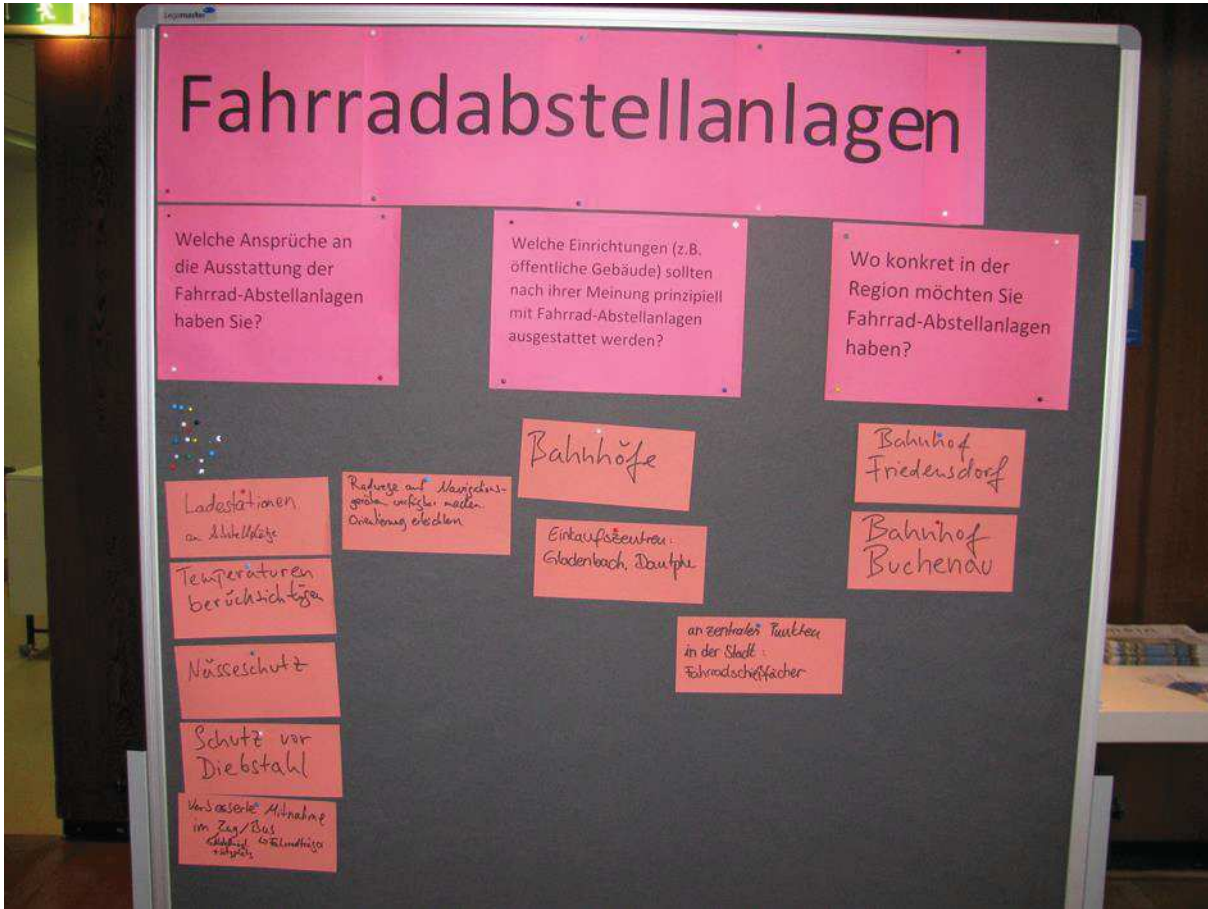 Legamaster
Fahrradabstellanlagen
Welche Ansprüche an
die Ausstattung der
Fahrrad-Abstellanlagen
haben Sie?
Welche Einrichtungen (z.B.
öffentliche Gebäude) sollten
nach ihrer Meinung prinzipiell
mit Fahrrad-Abstellanlagen
ausgestattet werden?
Wo konkret in der
Region möchten Sie
Fahrrad-Abstellanlagen
haben?
Ladestationen
an Abstellplätze
Temperaturen
berücksichtigen
Nässeschutz
Schutz vor
Diebstahl
Verbesserte Mitnahme
im Zug/Bus
Radwege auf Navigations-
geräten verfügbar machen
Orientierung erleichtern
Bahnhöfe
Einkaufszentren:
Gladenbach, Dautphe
an zentralen Punkten
in der Stadt:
Fahrradschließfächer
Bahnhof
Friedensdorf
Bahnhof
Buchenau